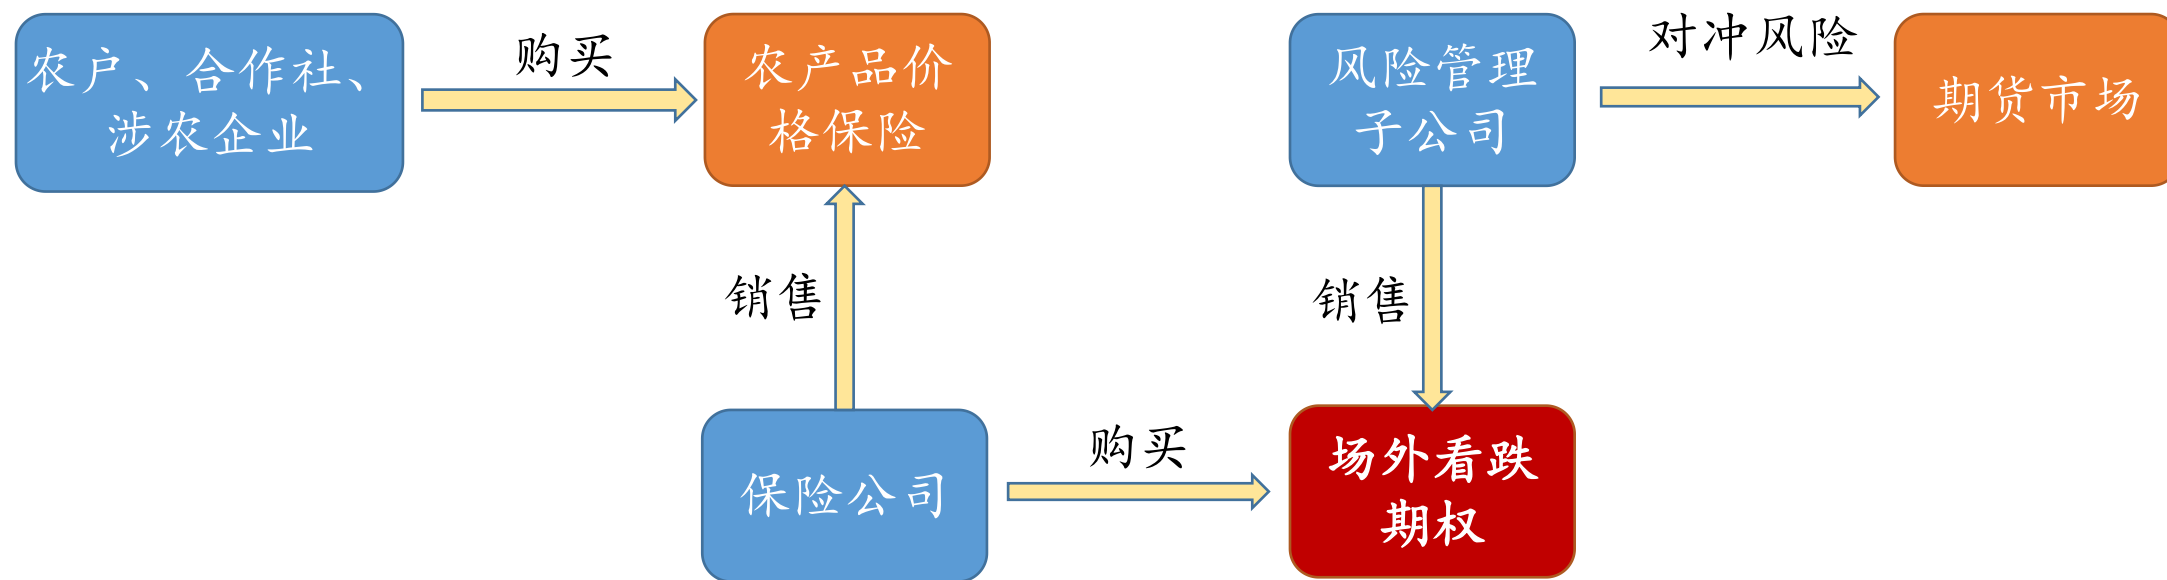 农户、合作社、
涉农企业
购买
农产品价
格保险
风险管理
子公司
对冲风险
期货市场
销售
销售
保险公司
购买
场外看跌
期权